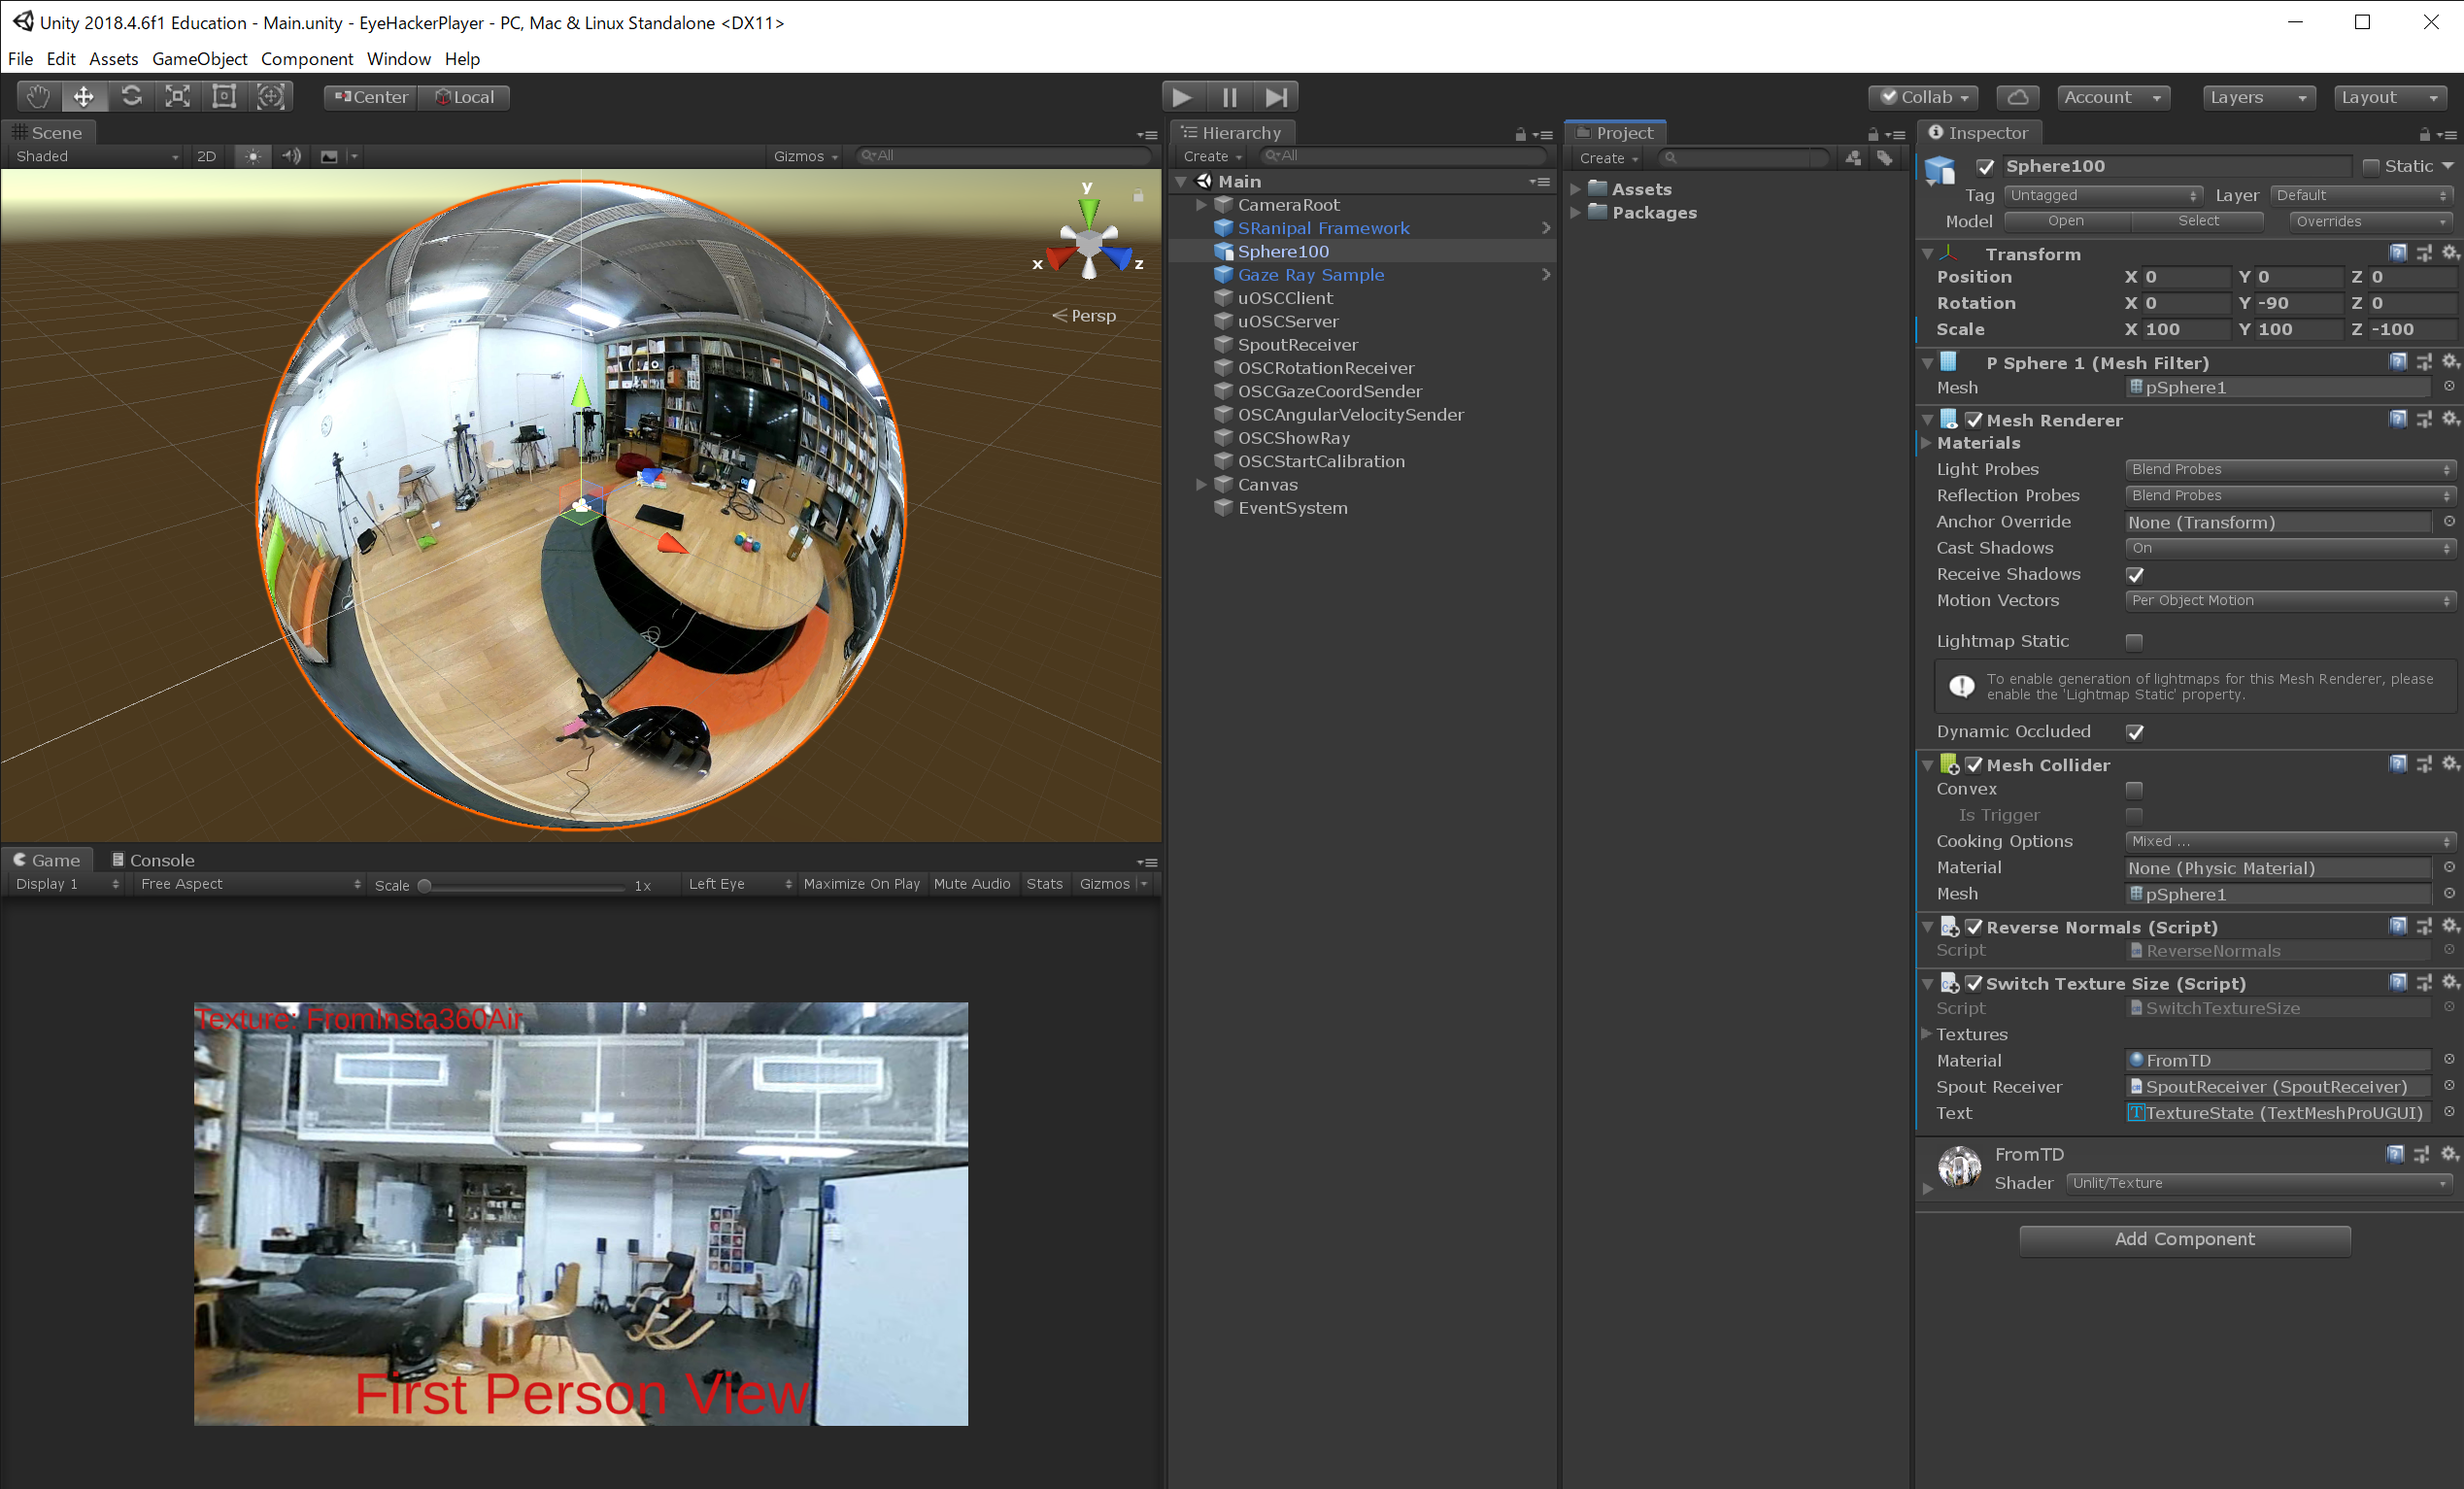 Unity 2018.4.6f1 Education - Main.unity - EyeHackerPlayer - PC, Mac & Linux Standalone <DX11>
File Edit Assets GameObject Component Window Help
Center Local
Collab Account Layers Layout
Scene
Shaded 2D Gizmos All
y
x z
Persp
Game Console
Display 1 Free Aspect Scale 1x Left Eye Maximize On Play Mute Audio Stats Gizmos
Texture: FromInsta360Air
First Person View
Hierarchy
Create All
Main
CameraRoot
SRanipal Framework
Sphere100
Gaze Ray Sample
uOSCClient
uOSCServer
SpoutReceiver
OSCRotationReceiver
OSCGazeCoordSender
OSCAngularVelocitySender
OSCShowRay
OSCStartCalibration
Canvas
EventSystem
Project
Create
Assets
Packages
Inspector
Sphere100 Static
Tag Untagged Layer Default
Model Open Select Overrides
Transform
Position X 0 Y 0 Z 0
Rotation X 0 Y -90 Z 0
Scale X 100 Y 100 Z -100
P Sphere 1 (Mesh Filter)
Mesh pSphere1
Mesh Renderer
Materials
Light Probes Blend Probes
Reflection Probes Blend Probes
Anchor Override None (Transform)
Cast Shadows On
Receive Shadows
Motion Vectors Per Object Motion
Lightmap Static
To enable generation of lightmaps for this Mesh Renderer, please
enable the 'Lightmap Static' property.
Dynamic Occluded
Mesh Collider
Convex
Is Trigger
Cooking Options Mixed ...
Material None (Physic Material)
Mesh pSphere1
Reverse Normals (Script)
Script ReverseNormals
Switch Texture Size (Script)
Script SwitchTextureSize
Textures
Material FromTD
Spout Receiver SpoutReceiver (SpoutReceiver)
Text TextureState (TextMeshProUGUI)
FromTD
Shader Unlit/Texture
Add Component